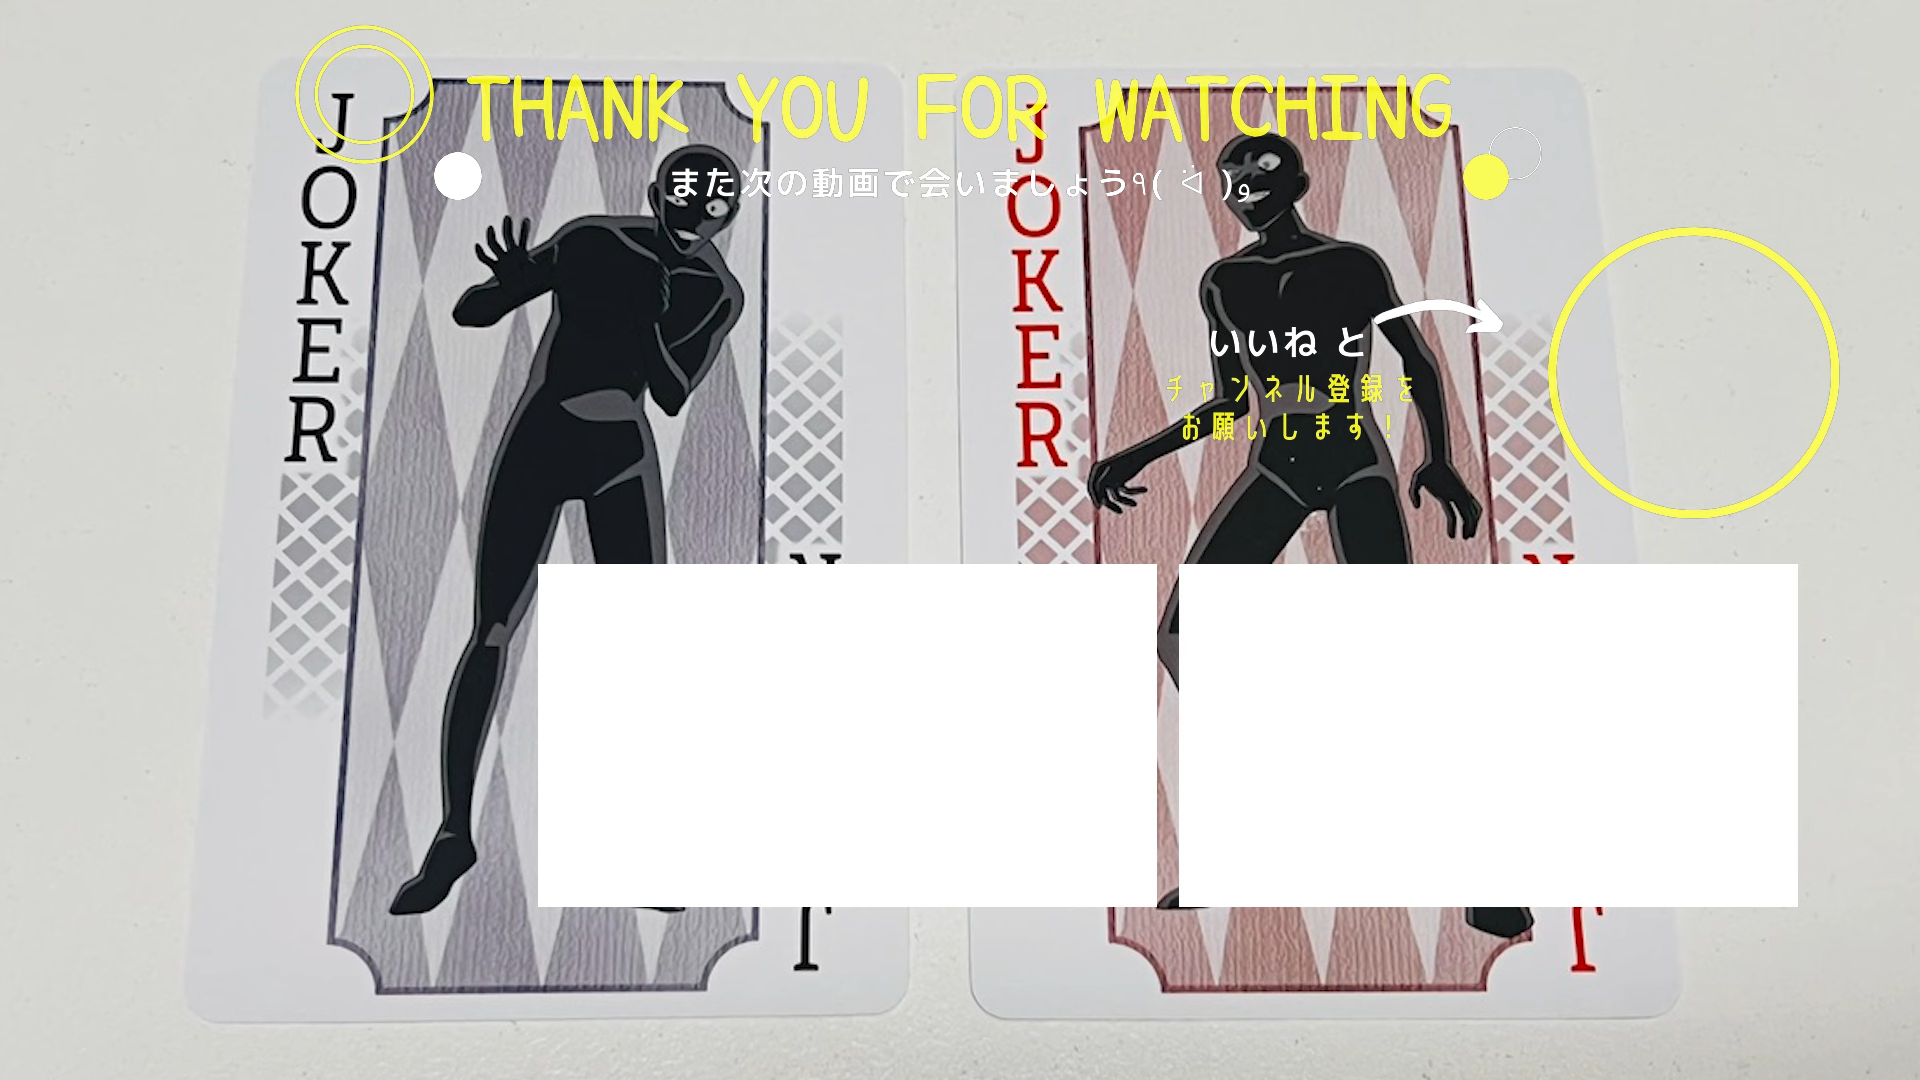 THANK YOU FOR WATCHING
また次の動画で会いましょう٩( ᐛ )و
JOKER
JOKER
いいね と
チャンネル登録を
お願いします！